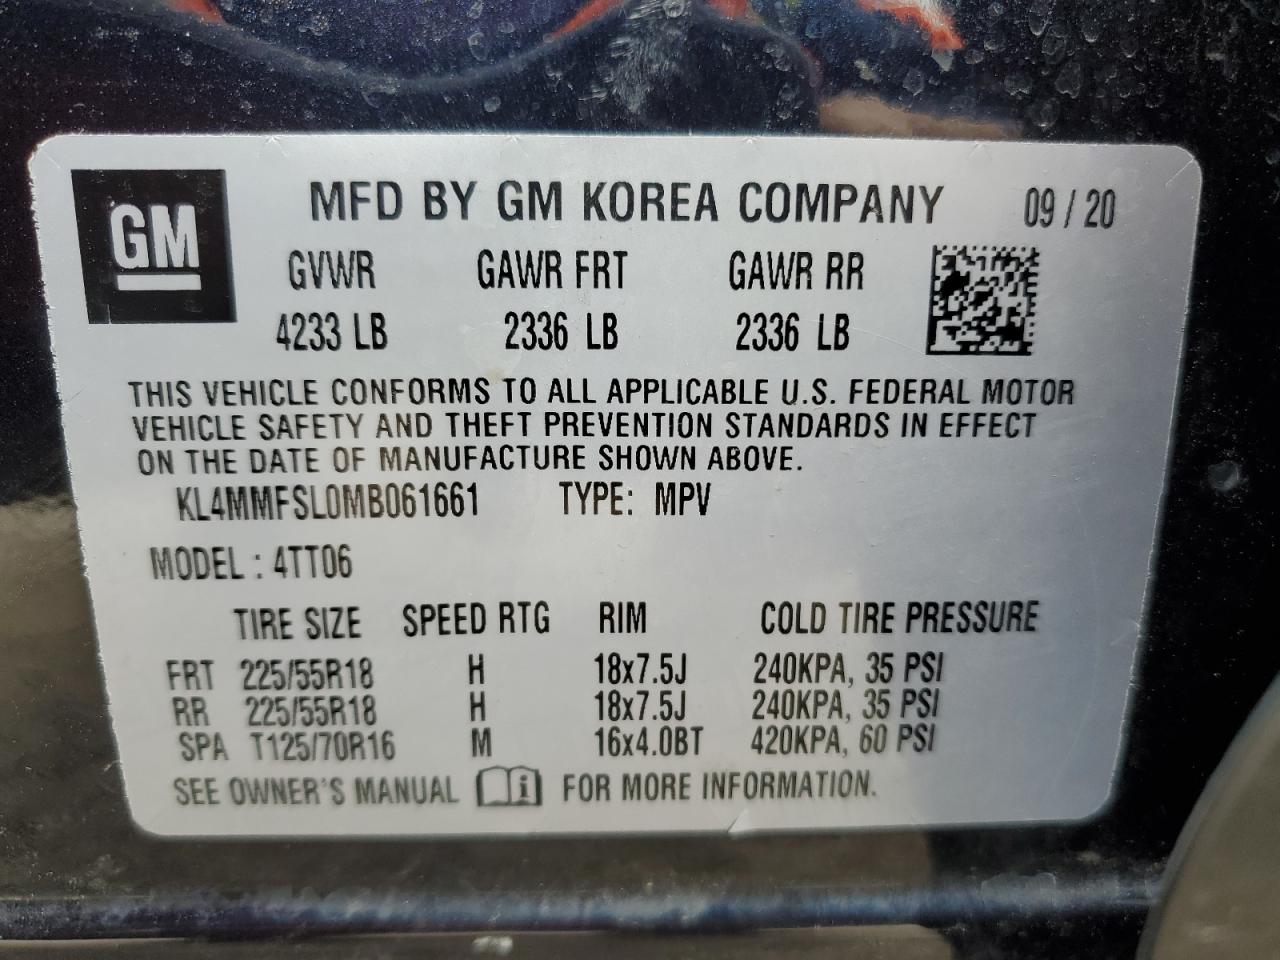 GM
MFD BY GM KOREA COMPANY 09 / 20
GVWR GAWR FRT GAWR RR
4233 LB 2336 LB 2336 LB
THIS VEHICLE CONFORMS TO ALL APPLICABLE U.S. FEDERAL MOTOR
VEHICLE SAFETY AND THEFT PREVENTION STANDARDS IN EFFECT
ON THE DATE OF MANUFACTURE SHOWN ABOVE.
KL4MMFSL0MB061661 TYPE: MPV
MODEL : 4TT06
TIRE SIZE SPEED RTG RIM COLD TIRE PRESSURE
FRT 225/55R18 H 18x7.5J 240KPA, 35 PSI
RR 225/55R18 H 18x7.5J 240KPA, 35 PSI
SPA T125/70R16 M 16x4.0BT 420KPA, 60 PSI
SEE OWNER'S MANUAL i FOR MORE INFORMATION.